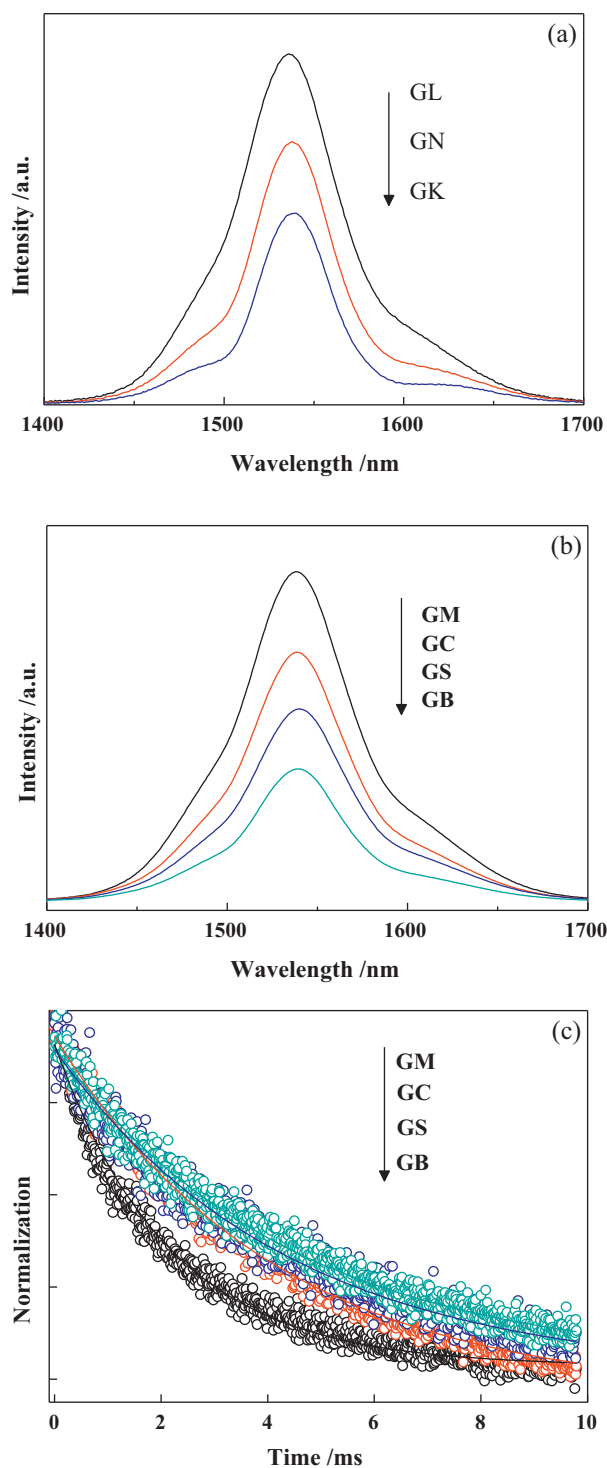 (a)
GL
GN
GK
Intensity /a.u.
1400 1500 1600 1700
Wavelength /nm
(b)
GM
GC
GS
GB
Intensity /a.u.
1400 1500 1600 1700
Wavelength /nm
(c)
GM
GC
GS
GB
Normalization
0 2 4 6 8 10
Time /ms